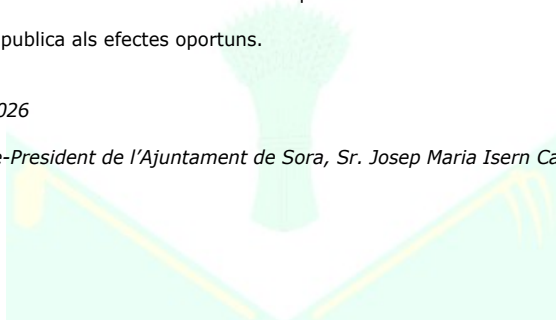 publica als efectes oportuns.
026
e-President de l’Ajuntament de Sora, Sr. Josep Maria Isern Ca